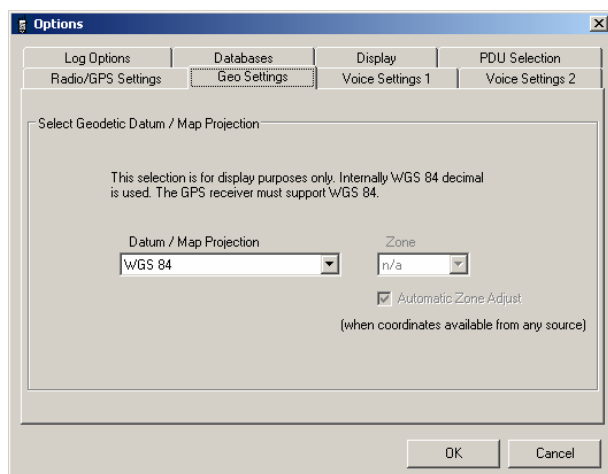 Options
Log Options
Databases
Display
PDU Selection
Radio/GPS Settings
Geo Settings
Voice Settings 1
Voice Settings 2
Select Geodetic Datum / Map Projection
This selection is for display purposes only. Internally WGS 84 decimal
is used. The GPS receiver must support WGS 84.
Datum / Map Projection
Zone
WGS 84
n/a
Automatic Zone Adjust
(when coordinates available from any source)
OK
Cancel